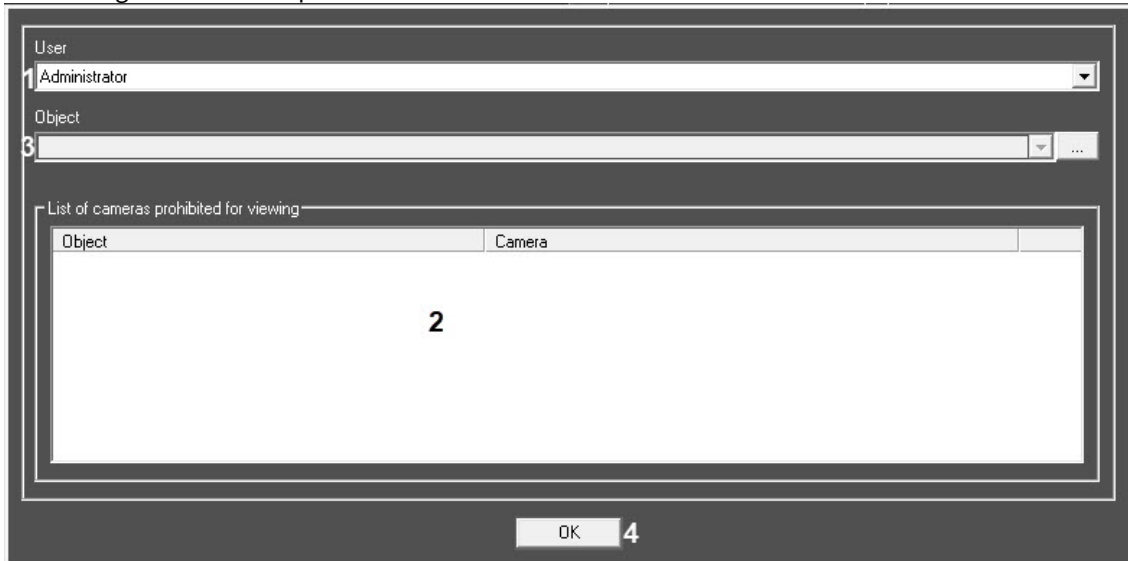 User
1 Administrator
Object
3 ...
List of cameras prohibited for viewing
Object Camera
2
OK 4